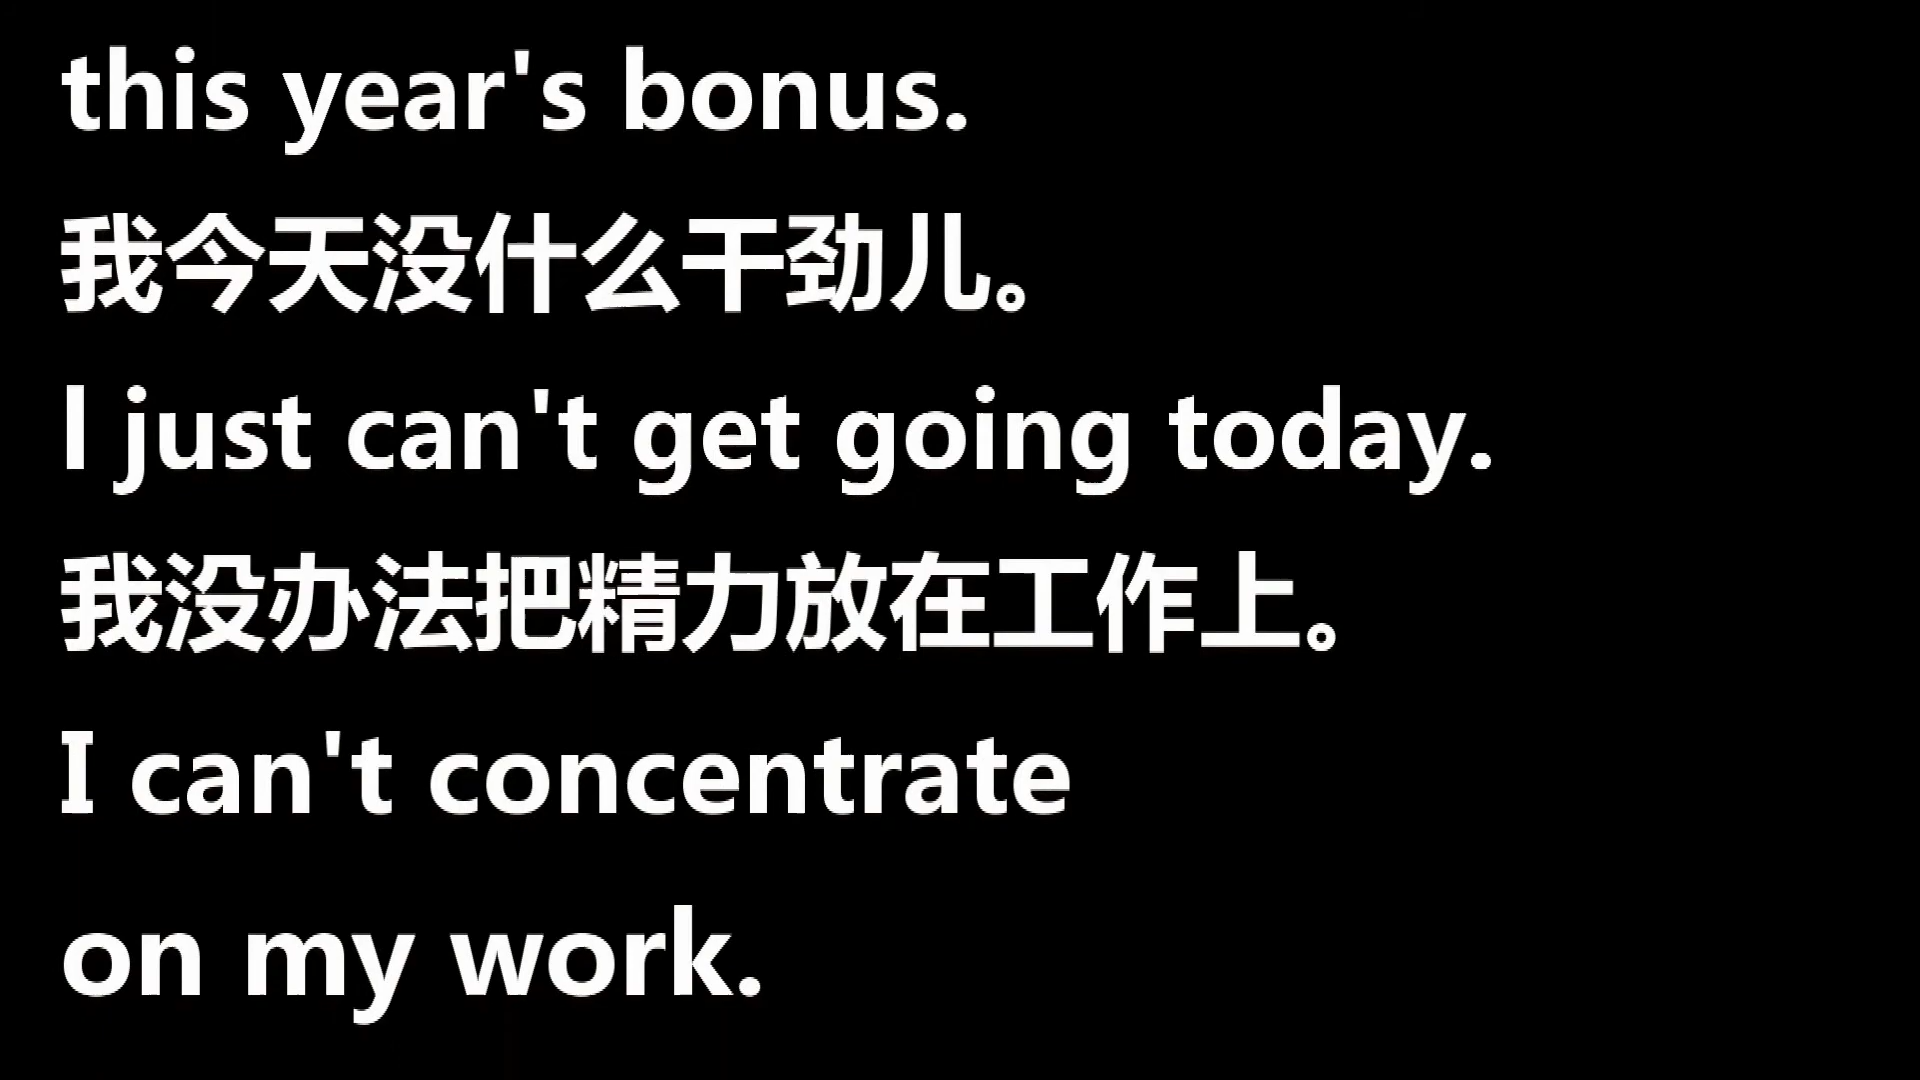 this year's bonus.
我今天没什么干劲儿。
I just can't get going today.
我没办法把精力放在工作上。
I can't concentrate
on my work.